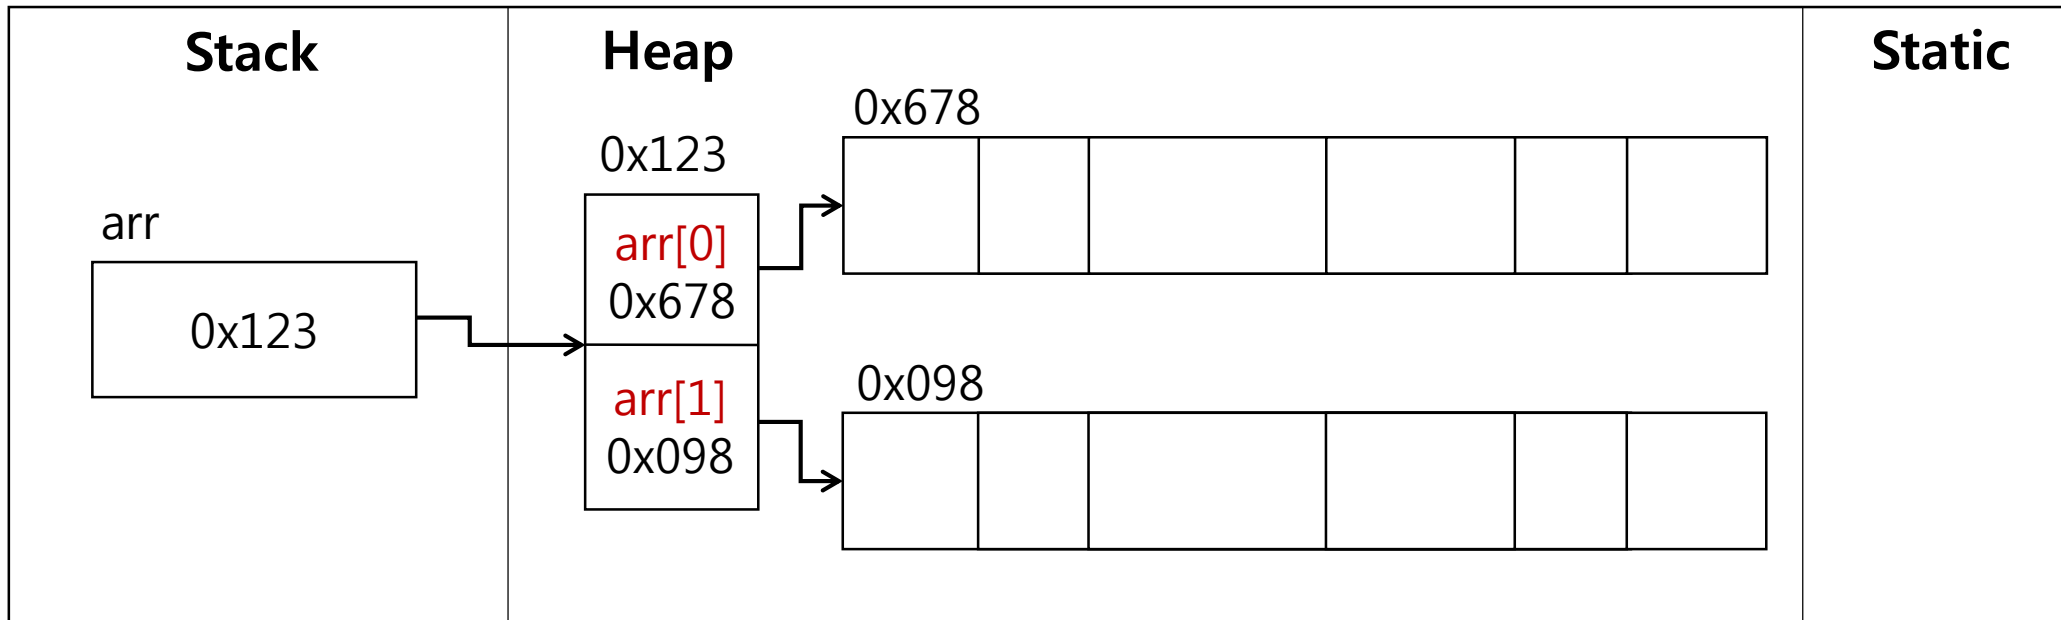 Stack
Heap
Static
arr
0x123
0x123
arr[0]
0x678
arr[1]
0x098
0x678
0x098